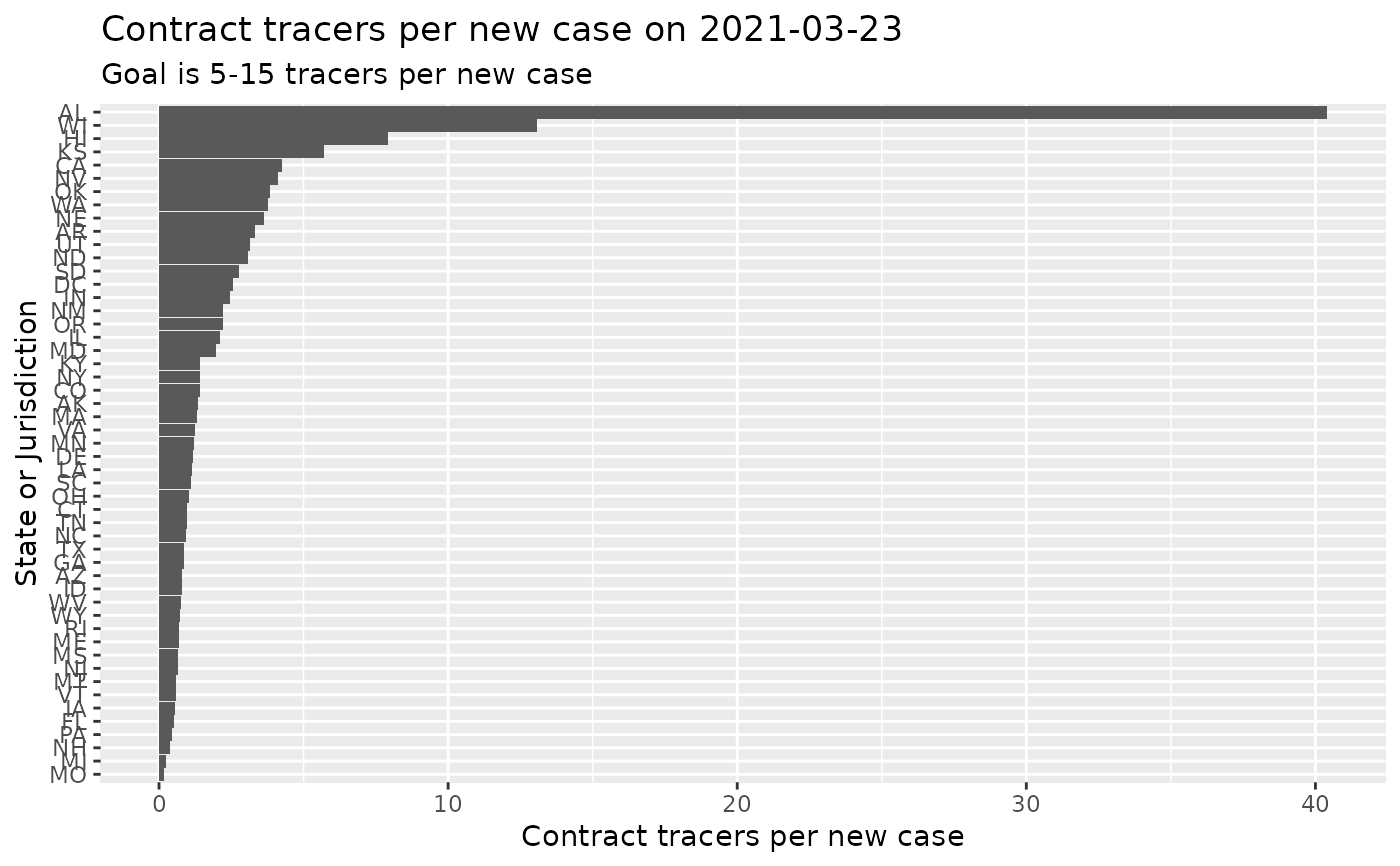 Contract tracers per new case on 2021-03-23
Goal is 5-15 tracers per new case
State or Jurisdiction
AL
WI
HI
KS
CA
NV
OK
WA
NE
AR
UT
ND
SD
DC
IN
NM
OR
IL
MD
KY
NY
CO
AK
MA
VA
MN
DE
LA
SC
OH
CT
TN
NC
TX
GA
AZ
ID
WV
WY
RI
ME
MS
NJ
MT
VT
IA
FL
PA
NH
MI
MO
0 10 20 30 40
Contract tracers per new case